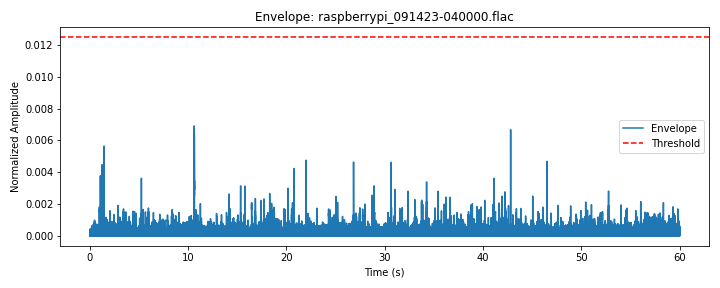 Envelope: raspberrypi_091423-040000.flac
Normalized Amplitude
0.012
0.010
0.008
0.006
0.004
0.002
0.000
Envelope
Threshold
0 10 20 30 40 50 60
Time (s)